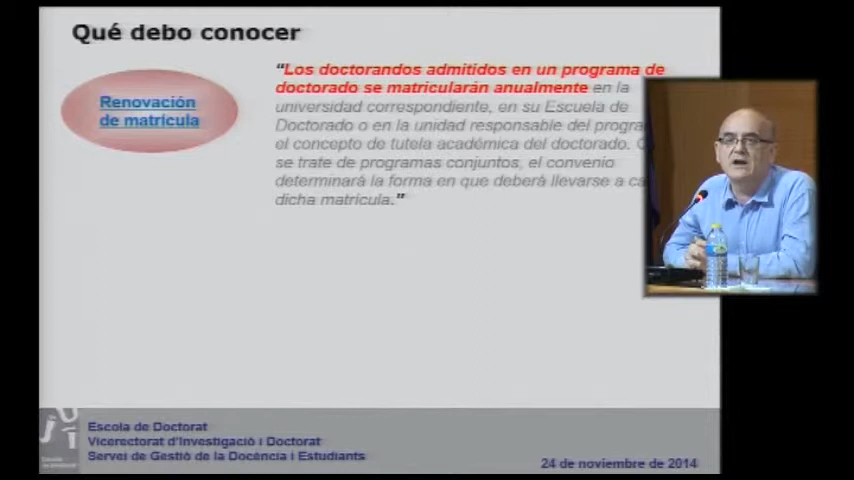 Qué debo conocer
Renovación
de matrícula
"Los doctorandos admitidos en un programa de
doctorado se matricularán anualmente en la
universidad correspondiente, en su Escuela de
Doctorado o en la unidad responsable del progra
el concepto de tutela académica del doctorado. C
se trate de programas conjuntos, el convenio
determinará la forma en que deberá llevarse a ca
dicha matrícula."
Escola de Doctorat
Vicerectorat d'Investigació i Doctorat
Servei de Gestió de la Docència i Estudiants
24 de noviembre de 2014